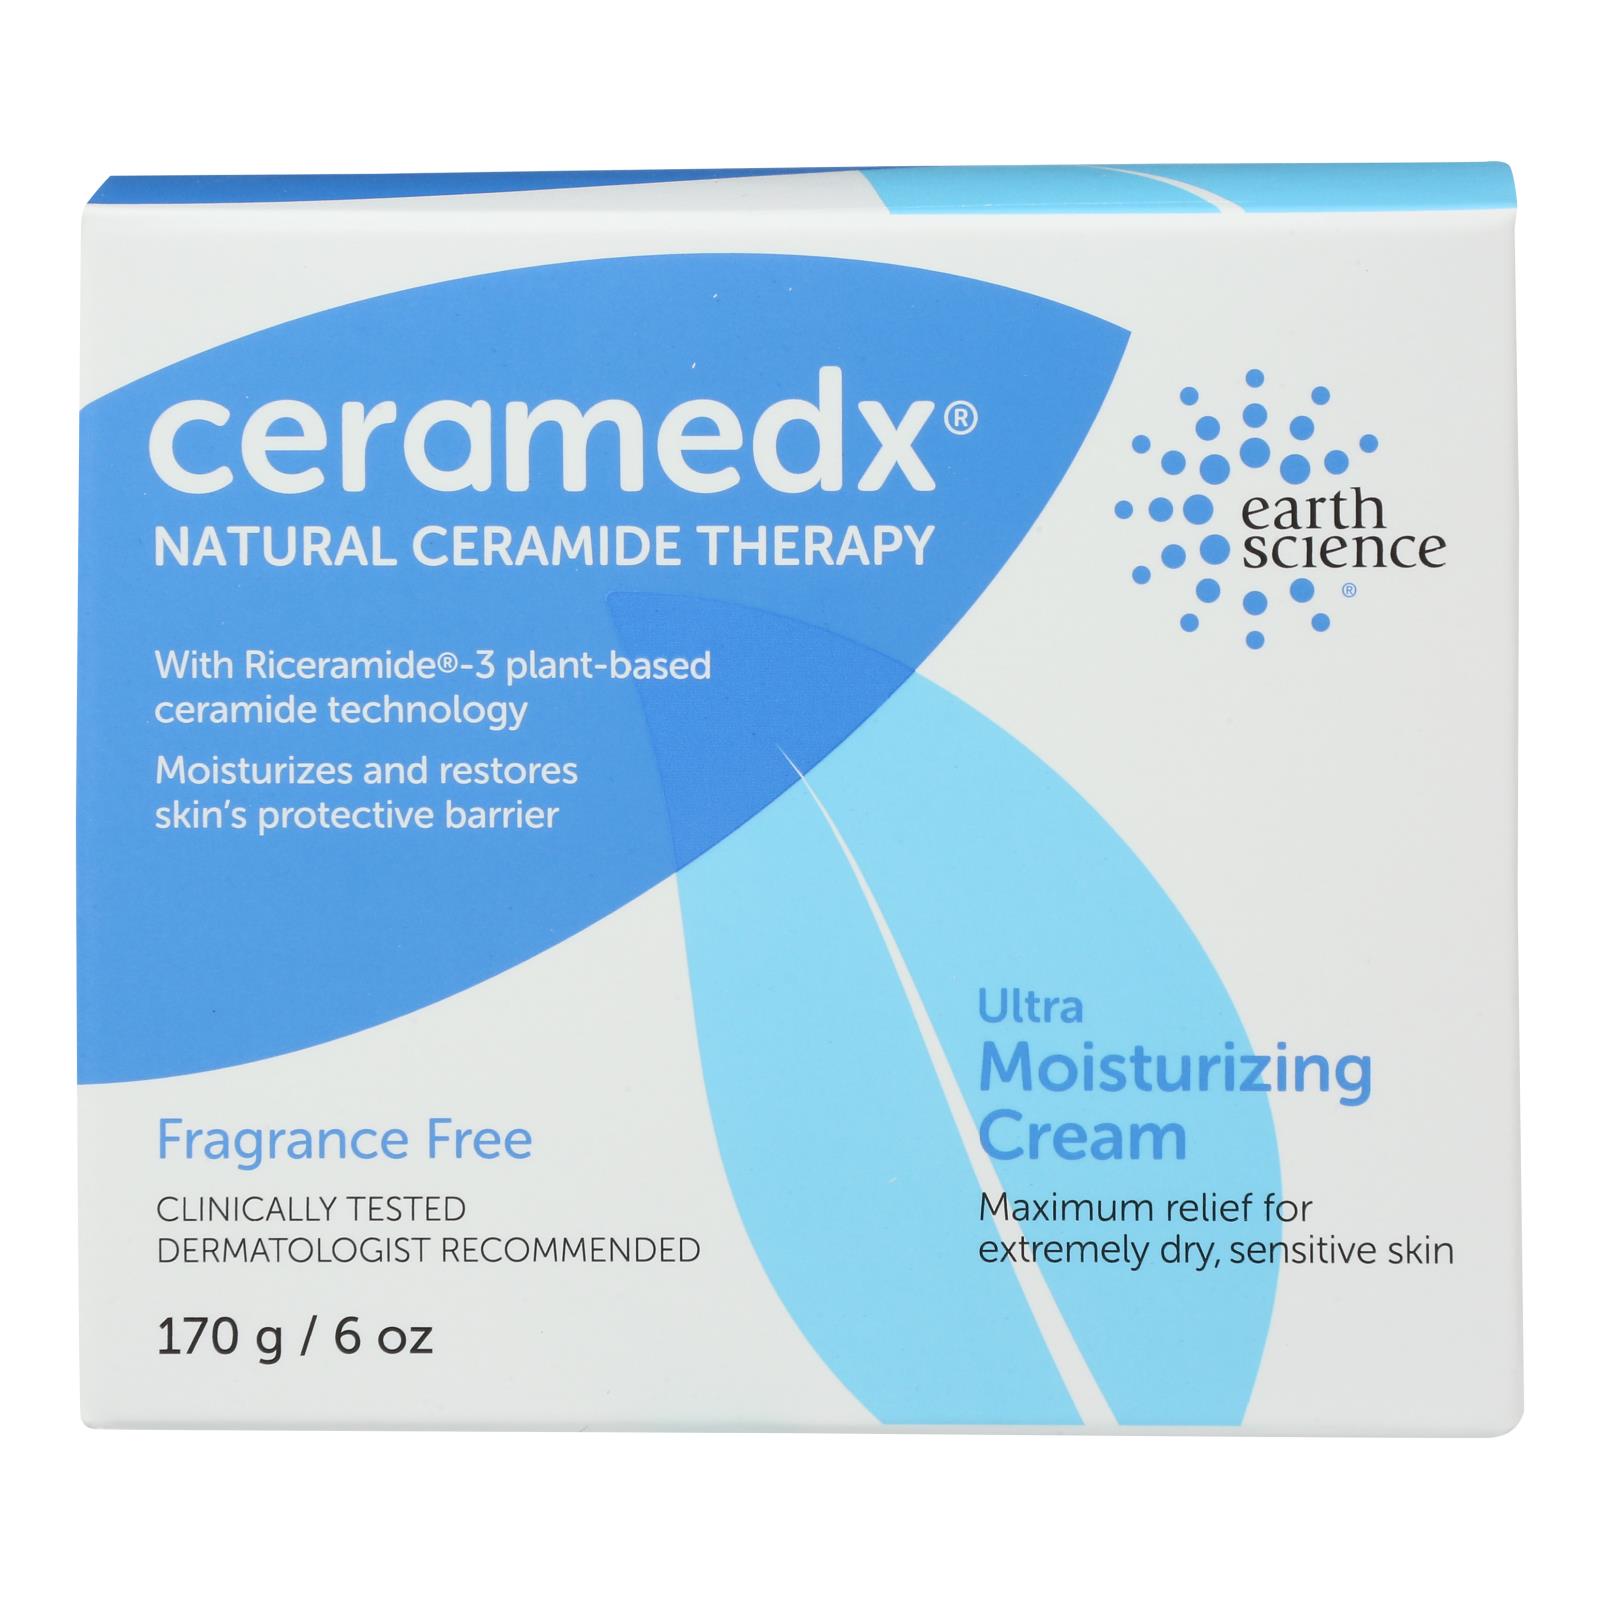 ceramedx®
NATURAL CERAMIDE THERAPY
With Riceramide®-3 plant-based
ceramide technology
Moisturizes and restores
skin's protective barrier
earth
science
®
Ultra
Moisturizing
Cream
Maximum relief for
extremely dry, sensitive skin
Fragrance Free
CLINICALLY TESTED
DERMATOLOGIST RECOMMENDED
170 g / 6 oz